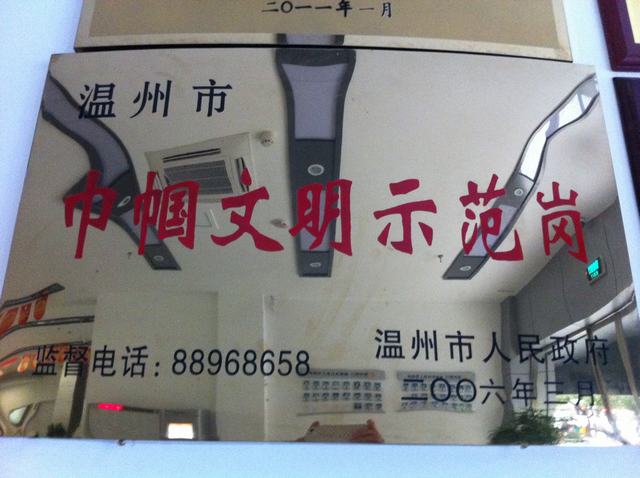 二〇一一年一月
温州市
巾帼文明示范岗
监督电话:88968658
温州市人民政府
二〇〇六年三月